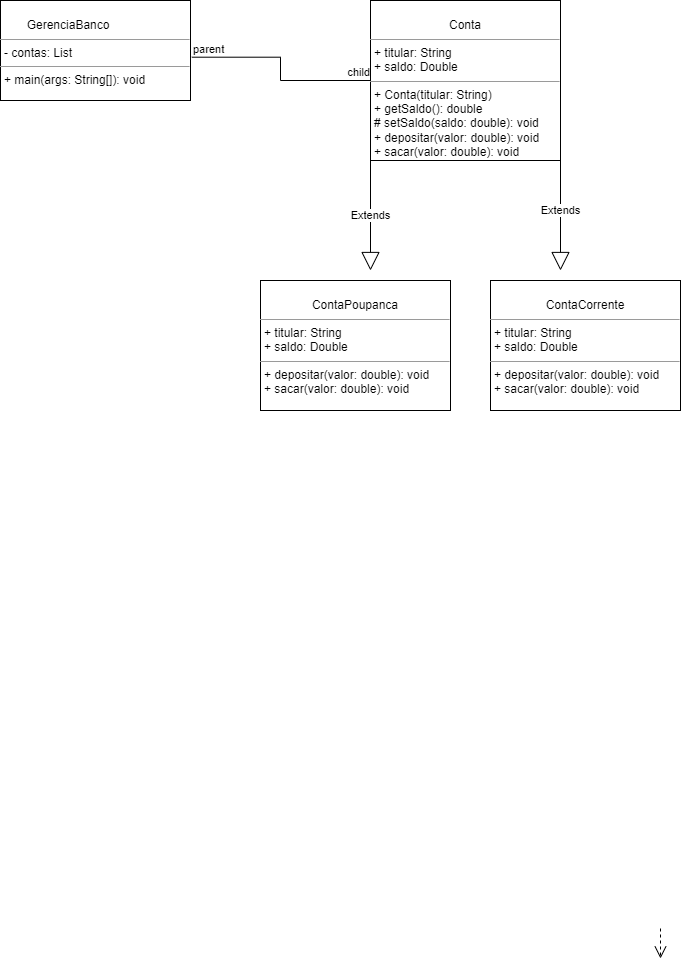 GerenciaBanco
- contas: List
+ main(args: String[]): void
parent
child
Conta
+ titular: String
+ saldo: Double
+ Conta(titular: String)
+ getSaldo(): double
# setSaldo(saldo: double): void
+ depositar(valor: double): void
+ sacar(valor: double): void
Extends
Extends
ContaPoupanca
+ titular: String
+ saldo: Double
+ depositar(valor: double): void
+ sacar(valor: double): void
ContaCorrente
+ titular: String
+ saldo: Double
+ depositar(valor: double): void
+ sacar(valor: double): void